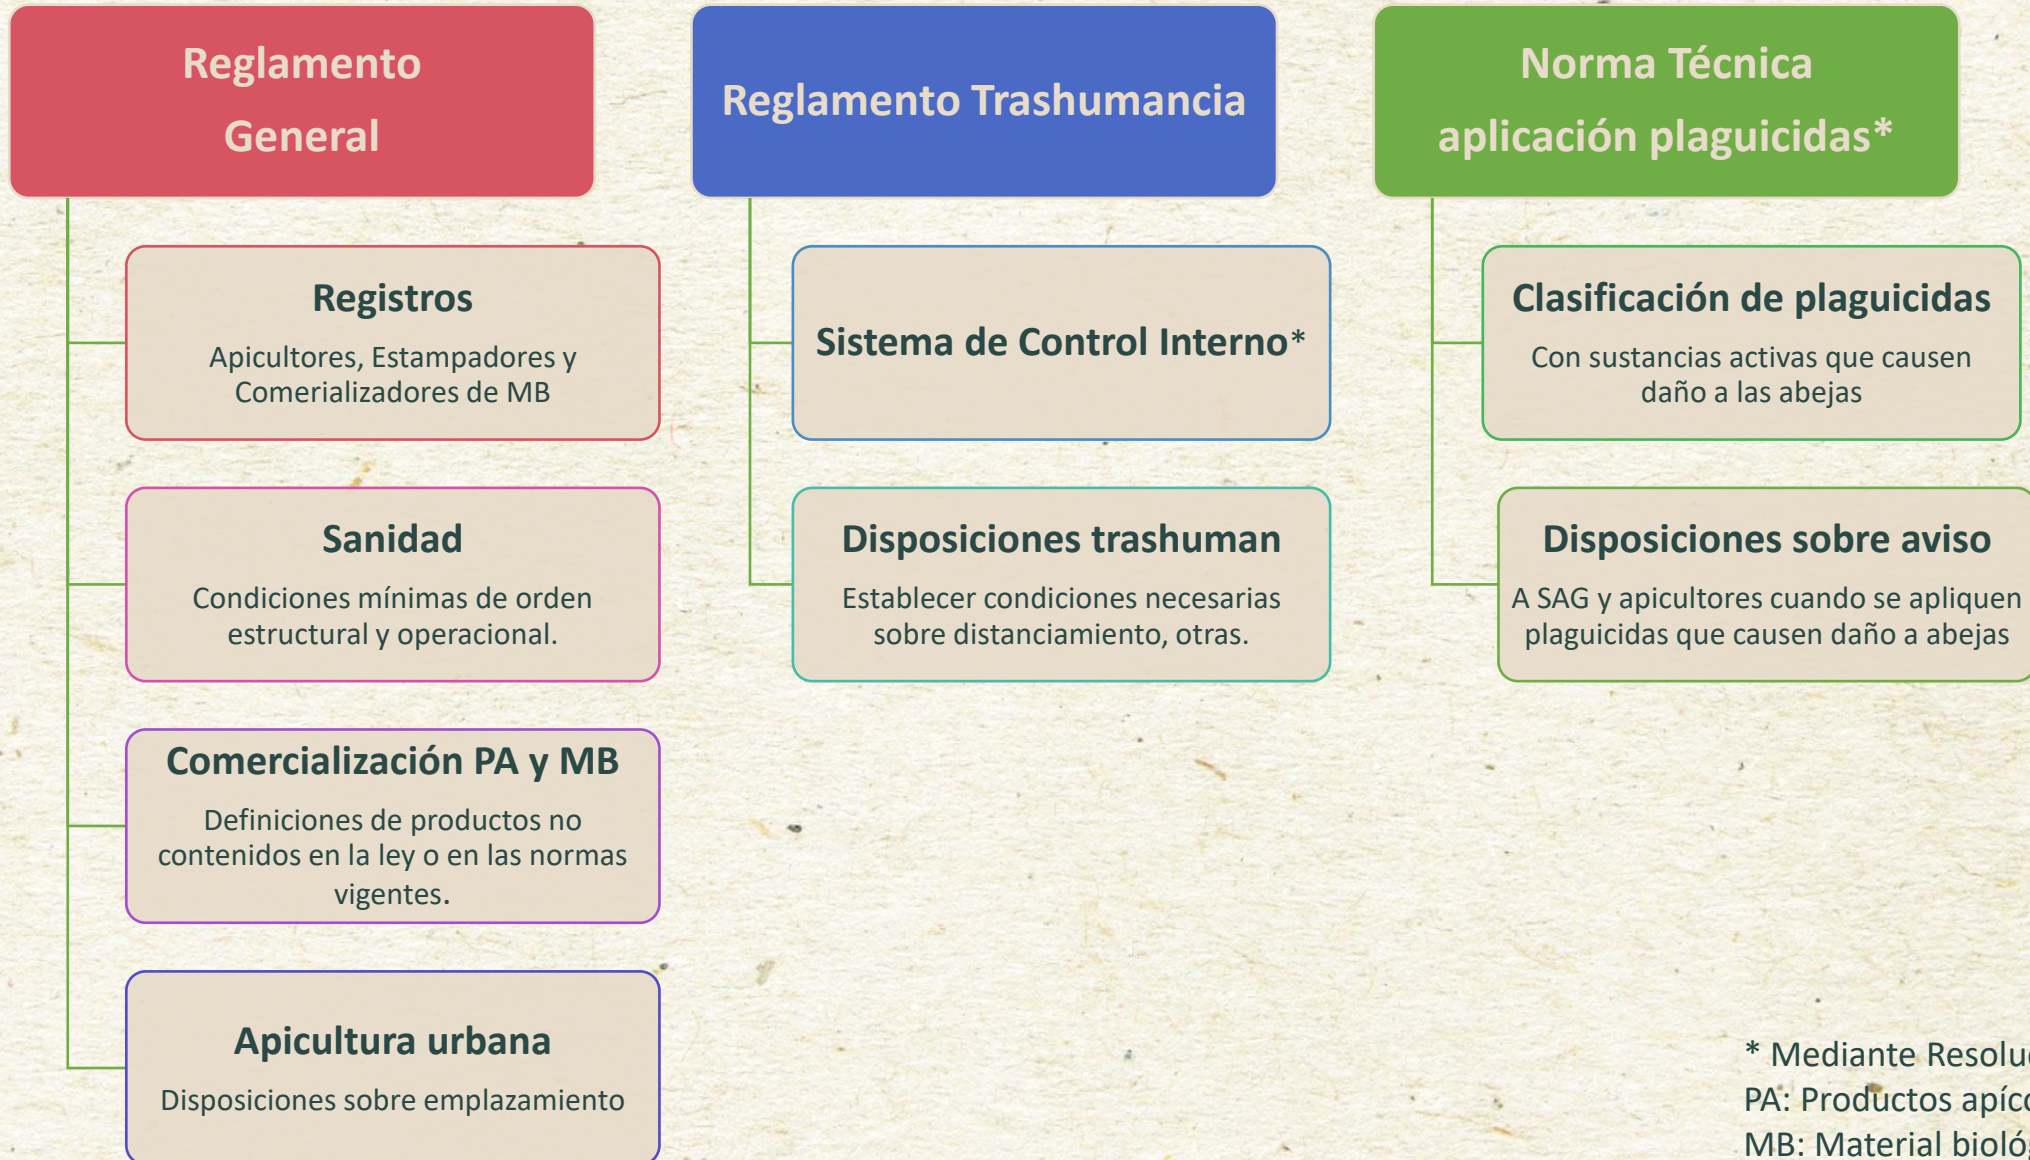 Reglamento
General
Registros
Apicultores, Estampadores y
Comerializadores de MB
Sanidad
Condiciones mínimas de orden
estructural y operacional.
Comercialización PA y MB
Definiciones de productos no
contenidos en la ley o en las normas
vigentes.
Apicultura urbana
Disposiciones sobre emplazamiento
Reglamento Trashumancia
Sistema de Control Interno*
Disposiciones trashuman
Establecer condiciones necesarias
sobre distanciamiento, otras.
Norma Técnica
aplicación plaguicidas*
Clasificación de plaguicidas
Con sustancias activas que causen
daño a las abejas
Disposiciones sobre aviso
A SAG y apicultores cuando se apliquen
plaguicidas que causen daño a abejas
* Mediante
PA: Productos
MB: Material